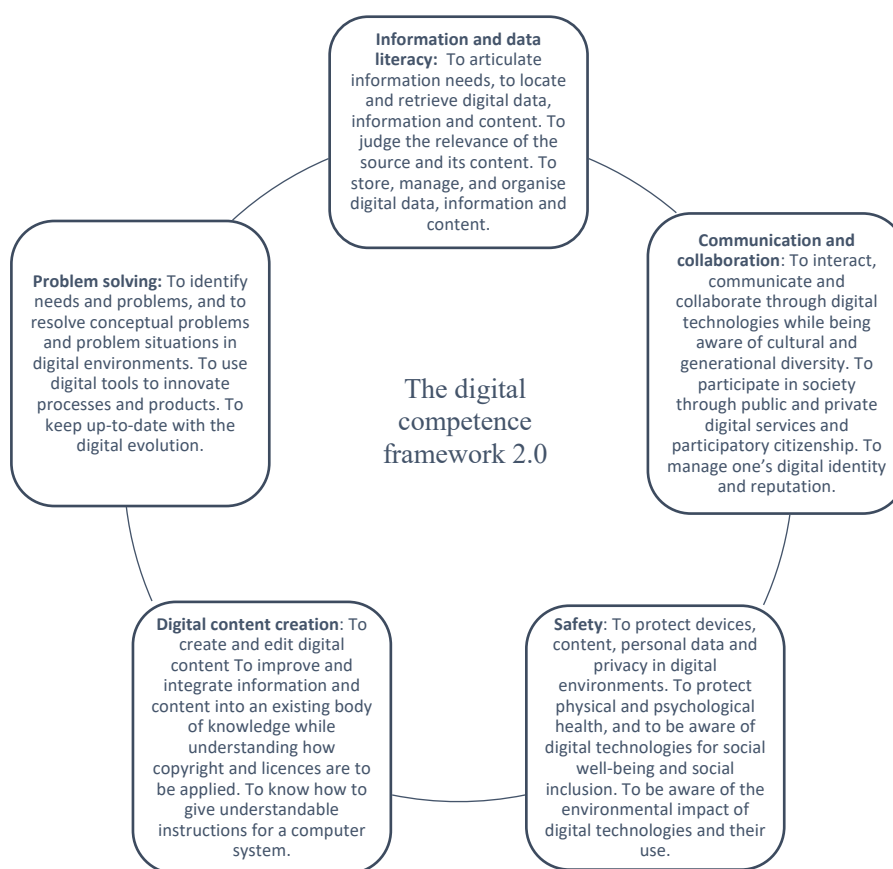 Information and data
literacy: To articulate
information needs, to locate
and retrieve digital data,
information and content. To
judge the relevance of the
source and its content. To
store, manage, and organise
digital data, information and
content.
Communication and
collaboration: To interact,
communicate and
collaborate through digital
technologies while being
aware of cultural and
generational diversity. To
participate in society
through public and private
digital services and
participatory citizenship. To
manage one’s digital identity
and reputation.
Safety: To protect devices,
content, personal data and
privacy in digital
environments. To protect
physical and psychological
health, and to be aware of
digital technologies for social
well-being and social
inclusion. To be aware of the
environmental impact of
digital technologies and their
use.
Digital content creation: To
create and edit digital
content To improve and
integrate information and
content into an existing body
of knowledge while
understanding how
copyright and licences are to
be applied. To know how to
give understandable
instructions for a computer
system.
Problem solving: To identify
needs and problems, and to
resolve conceptual problems
and problem situations in
digital environments. To use
digital tools to innovate
processes and products. To
keep up-to-date with the
digital evolution.
The digital
competence
framework 2.0